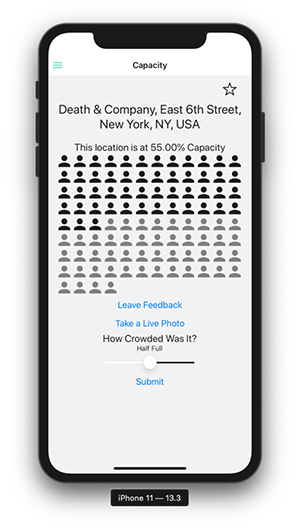 Capacity
Death & Company, East 6th Street,
New York, NY, USA
This location is at 55.00% Capacity
Leave Feedback
Take a Live Photo
How Crowded Was It?
Half Full
Submit
iPhone 11 — 13.3